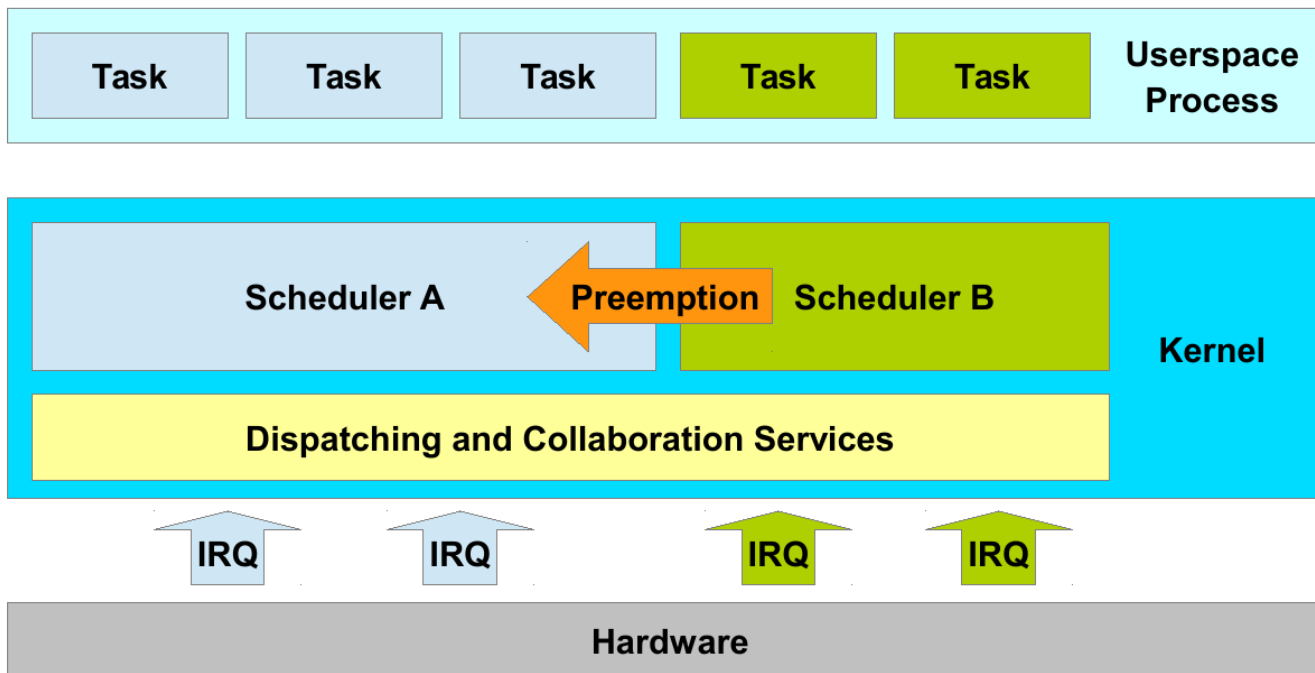 Task
Task
Task
Task
Task
Userspace
Process
Scheduler A
Preemption
Scheduler B
Kernel
Dispatching and Collaboration Services
IRQ
IRQ
IRQ
IRQ
Hardware